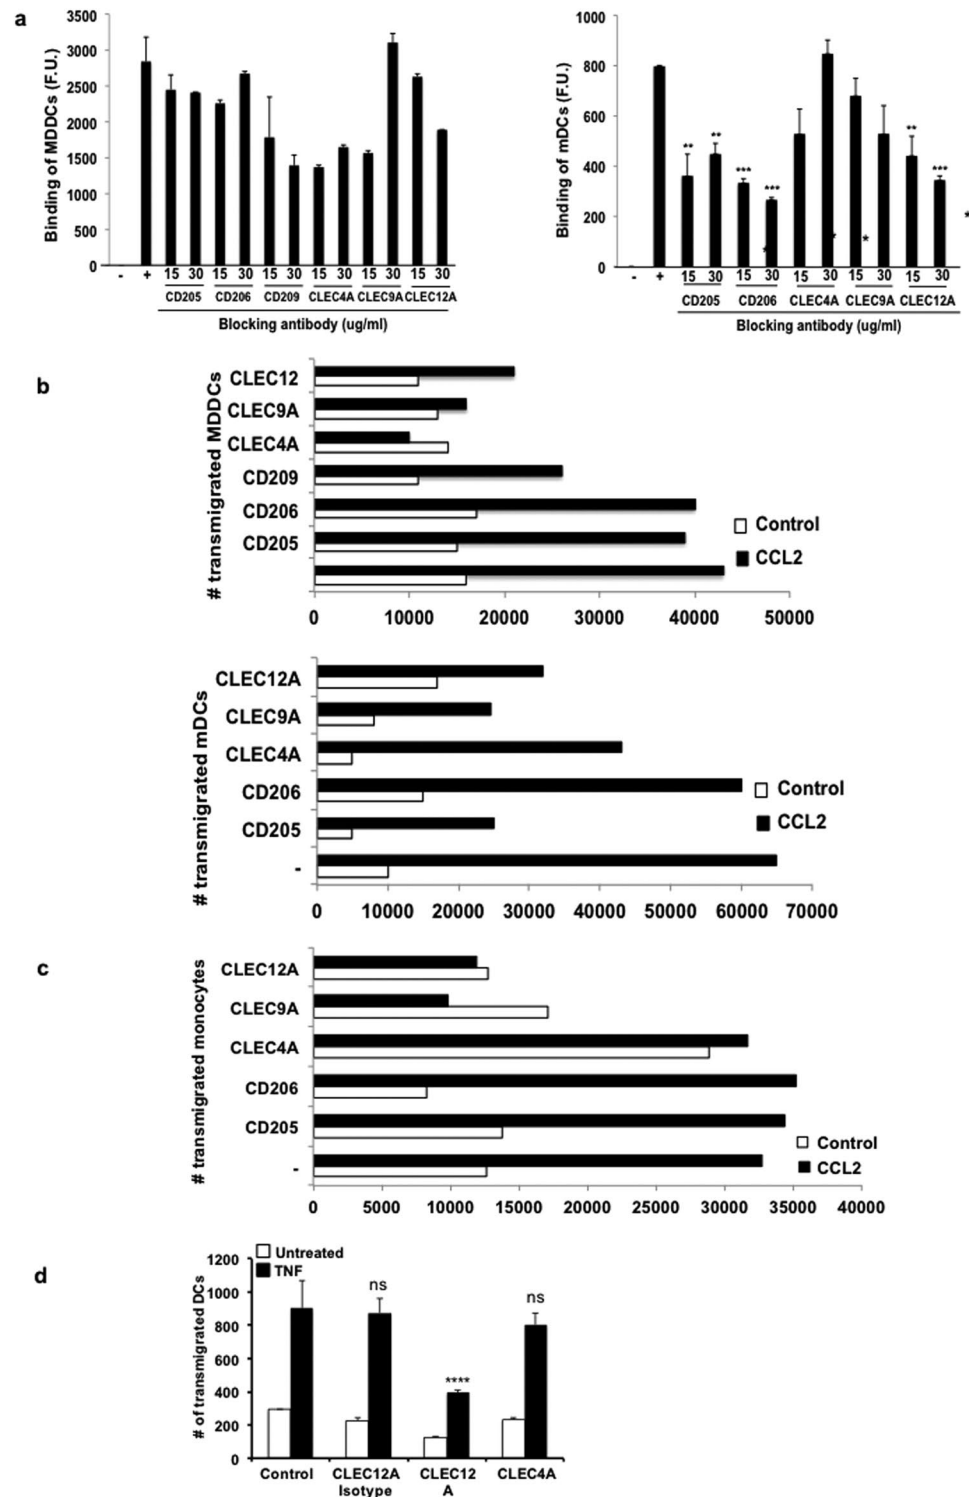 a
Binding of MDDCs (F.U.)
3500
3000
2500
2000
1500
1000
500
0
- + 15 30 15 30 15 30 15 30 15 30 15 30
CD205 CD206 CD209 CLEC4A CLEC9A CLEC12A
Blocking antibody (ug/ml)
Binding of mDCs (F.U.)
1000
800
600
400
200
0
** ** *** *** ** ***
* * * *
- + 15 30 15 30 15 30 15 30 15 30
CD205 CD206 CLEC4A CLEC9A CLEC12A
Blocking antibody (ug/ml)
b
# transmigrated MDDCs
CLEC12
CLEC9A
CLEC4A
CD209
CD206
CD205
Control
CCL2
0 10000 20000 30000 40000 50000
# transmigrated mDCs
CLEC12A
CLEC9A
CLEC4A
CD206
CD205
-
Control
CCL2
0 10000 20000 30000 40000 50000 60000 70000
c
# transmigrated monocytes
CLEC12A
CLEC9A
CLEC4A
CD206
CD205
-
Control
CCL2
0 5000 10000 15000 20000 25000 30000 35000 40000
d
# of transmigrated DCs
Untreated
TNF
1200
1000
800
600
400
200
0
ns
****
ns
Control CLEC12A CLEC12 CLEC4A
Isotype A